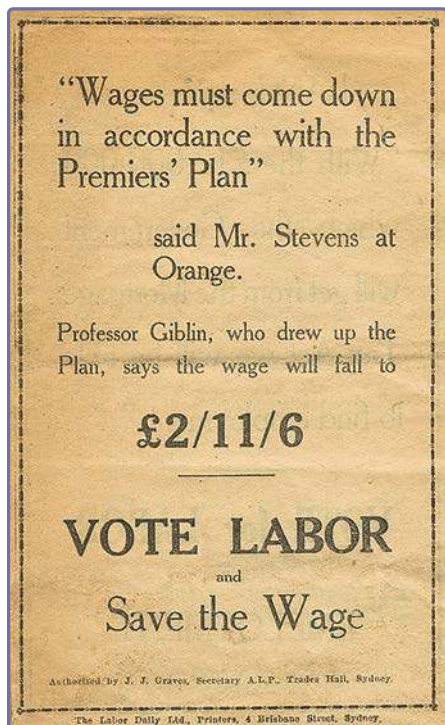 “Wages must come down
in accordance with the
Premiers’ Plan”
said Mr. Stevens at
Orange.
Professor Giblin, who drew up the
Plan, says the wage will fall to
£2/11/6
VOTE LABOR
and
Save the Wage
Authorised by J. J. Graves, Secretary A.L.P., Trades Hall, Sydney.
The Labor Daily Ltd., Printers, 4 Brisbane Street, Sydney.